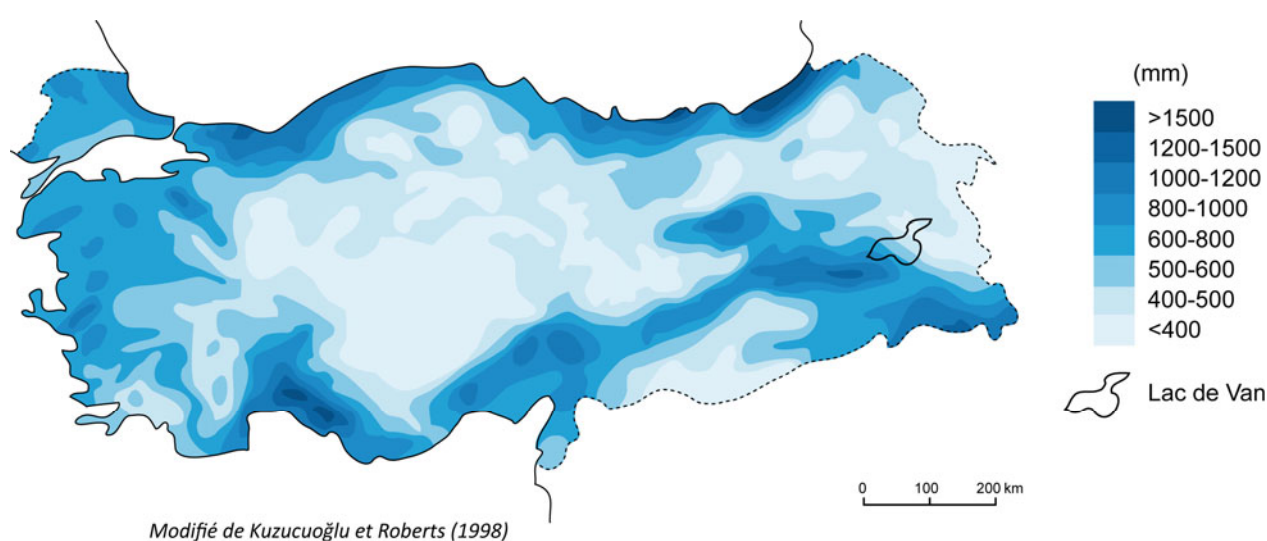 (mm)
>1500
1200-1500
1000-1200
800-1000
600-800
500-600
400-500
<400
Lac de Van
0 100 200 km
Modifié de Kuzucuoğlu et Roberts (1998)